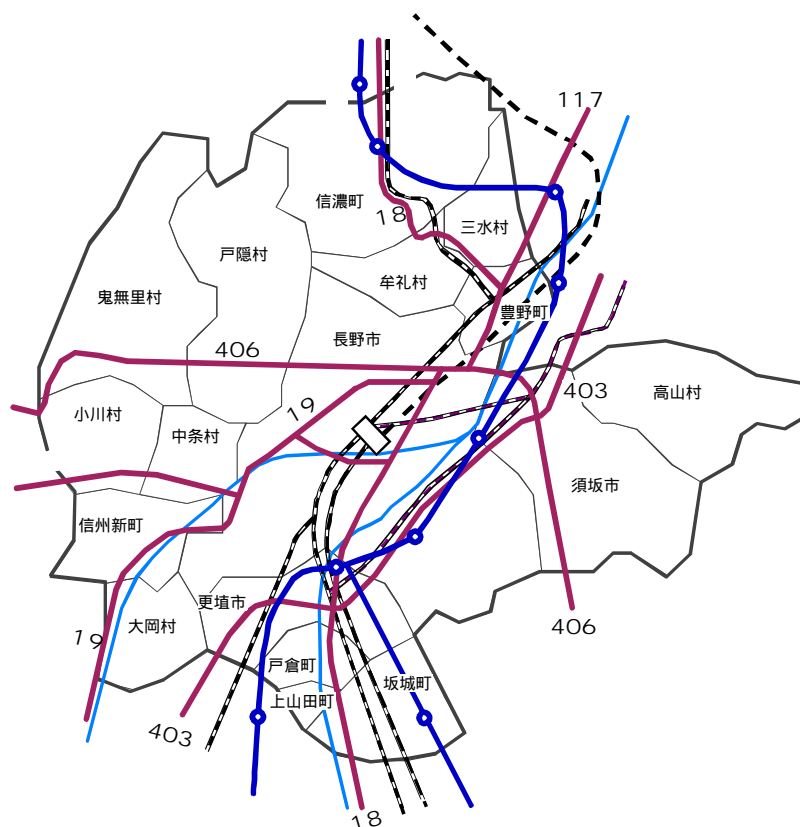 117
信濃町
18
三水村
戸隠村
牟礼村
鬼無里村
豊野町
長野市
406
403
高山村
19
小川村
中条村
須坂市
信州新町
更埴市
大岡村
406
19
戸倉町
坂城町
上山田町
403
18